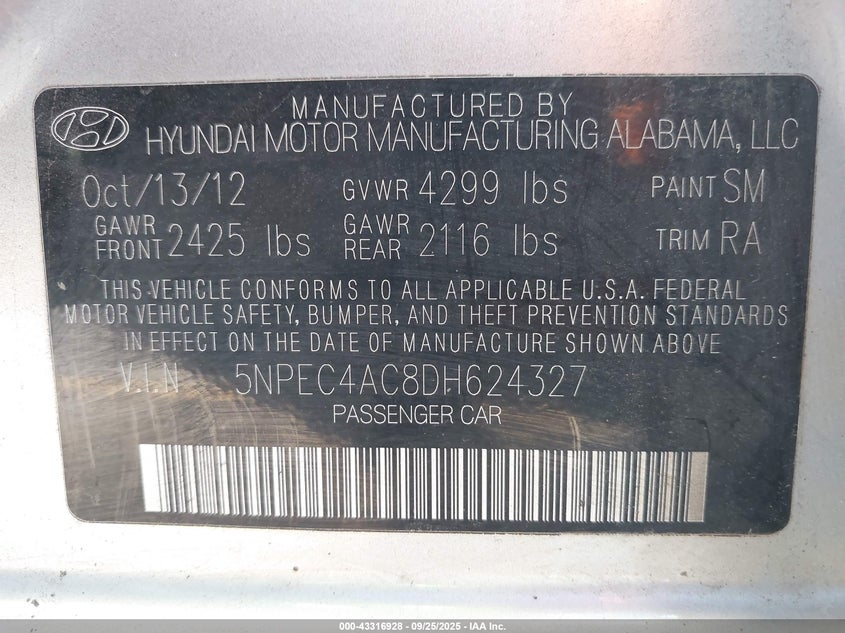 MANUFACTURED BY
HYUNDAI MOTOR MANUFACTURING ALABAMA, LLC
Oct/13/12 GVWR 4299 lbs PAINT SM
GAWR FRONT 2425 lbs GAWR REAR 2116 lbs TRIM RA
THIS VEHICLE CONFORMS TO ALL APPLICABLE U.S.A. FEDERAL
MOTOR VEHICLE SAFETY, BUMPER, AND THEFT PREVENTION STANDARDS
IN EFFECT ON THE DATE OF MANUFACTURE SHOWN ABOVE
V.I.N 5NPEC4AC8DH624327
PASSENGER CAR
000-43316928 - 09/25/2025 - IAA Inc.